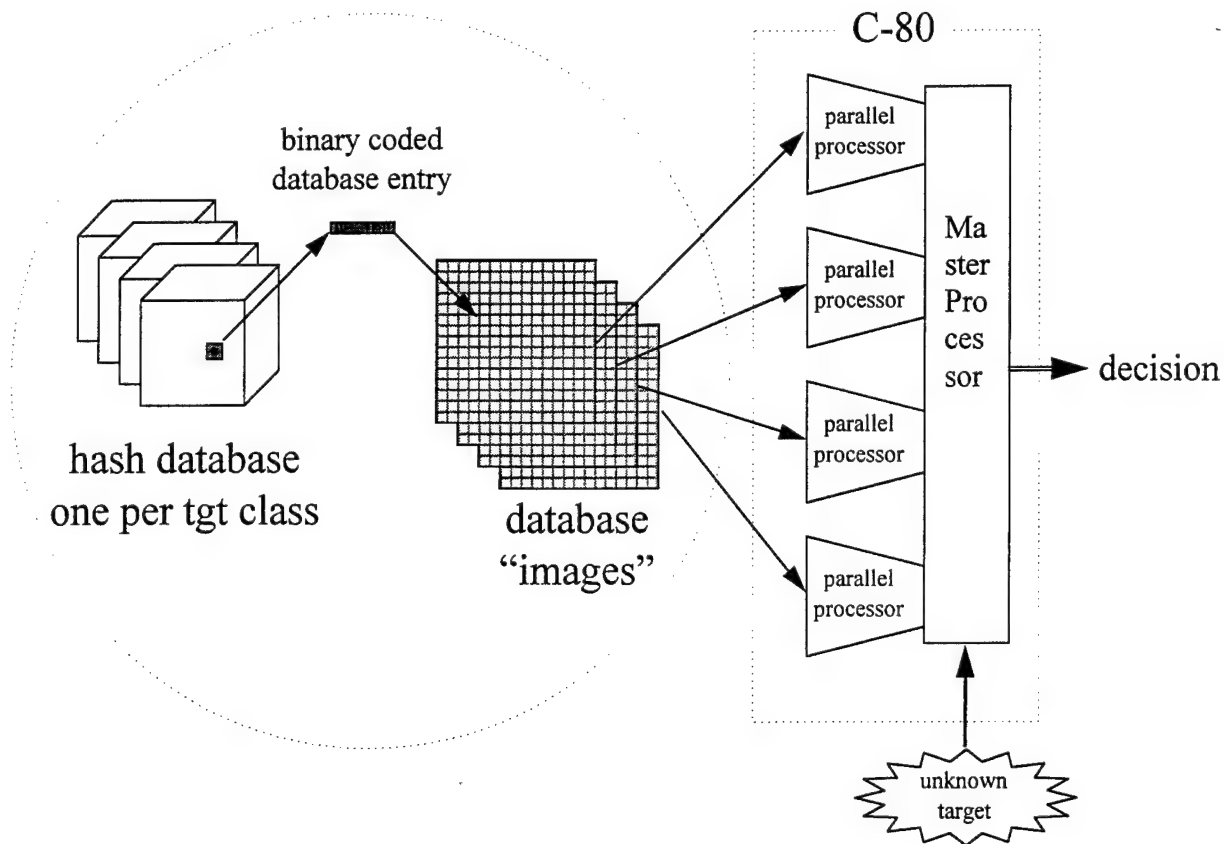 C-80
binary coded
database entry
hash database
one per tgt class
database
“images”
parallel
processor
parallel
processor
parallel
processor
parallel
processor
Ma
ster
Pro
ces
sor
decision
unknown
target